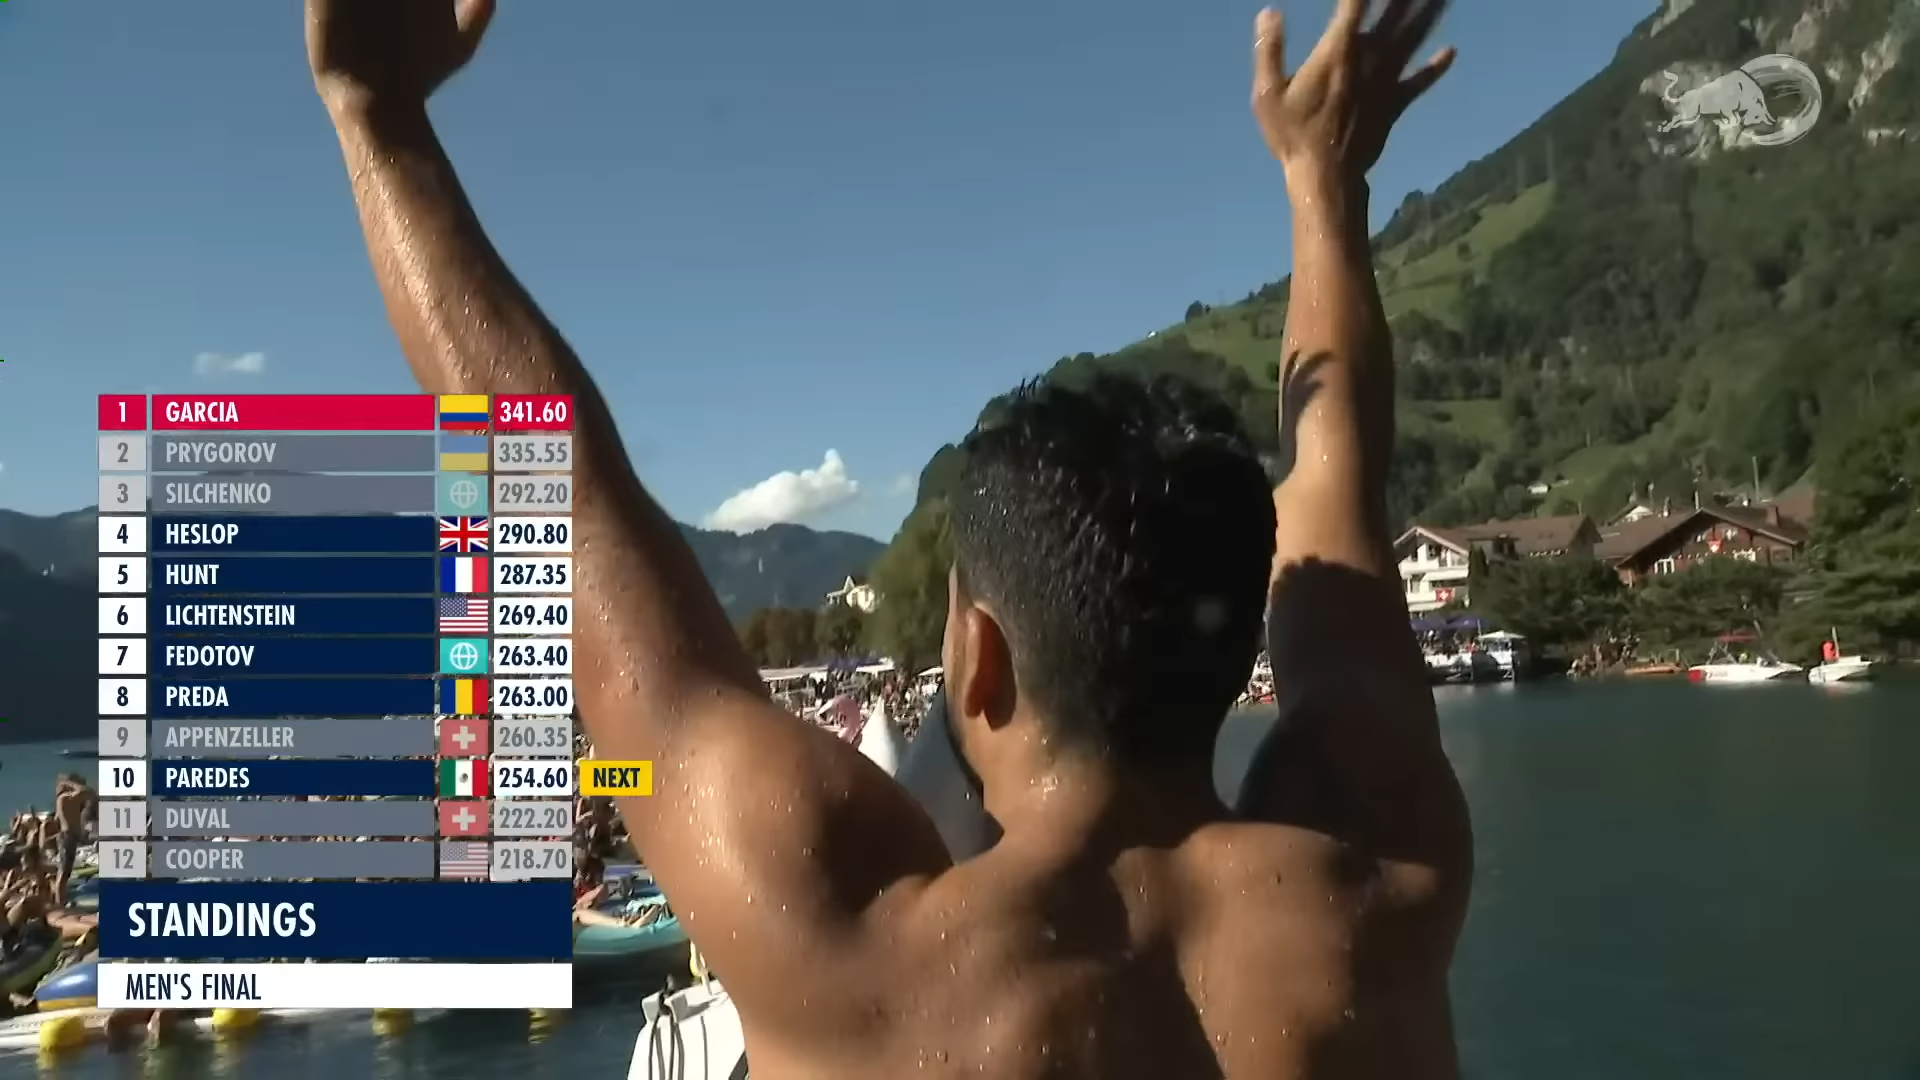 1 GARCIA 341.60
2 PRYGOROV 335.55
3 SILCHENKO 292.20
4 HESLOP 290.80
5 HUNT 287.35
6 LICHTENSTEIN 269.40
7 FEDOTOV 263.40
8 PREDA 263.00
9 APPENZELLER 260.35
10 PAREDES 254.60 NEXT
11 DUVAL 222.20
12 COOPER 218.70
STANDINGS
MEN'S FINAL